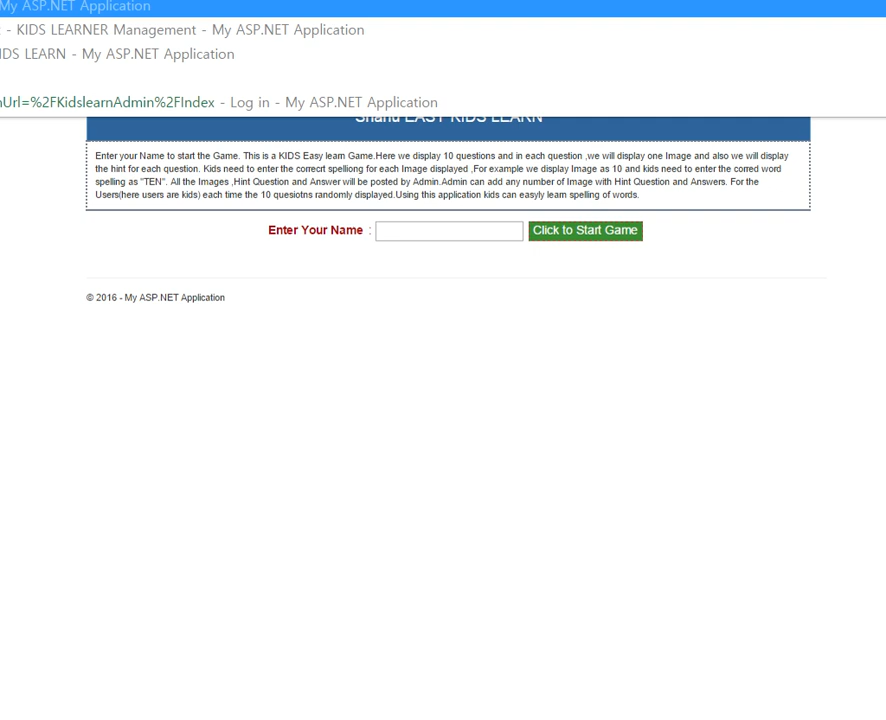 My ASP.NET Application
- KIDS LEARNER Management - My ASP.NET Application
IDS LEARN - My ASP.NET Application
nUrl=%2FKidslearnAdmin%2FIndex - Log in - My ASP.NET Application
Shanu EASY KIDS LEARN
Enter your Name to start the Game. This is a KIDS Easy learn Game.Here we display 10 questions and in each question ,we will display one Image and also we will display
the hint for each question. Kids need to enter the correcrt spelliong for each Image displayed ,For example we display Image as 10 and kids need to enter the corred word
spelling as "TEN". All the Images ,Hint Question and Answer will be posted by Admin.Admin can add any number of Image with Hint Question and Answers. For the
Users(here users are kids) each time the 10 quesiotns randomly displayed.Using this application kids can easyly learn spelling of words.
Enter Your Name : Click to Start Game
© 2016 - My ASP.NET Application